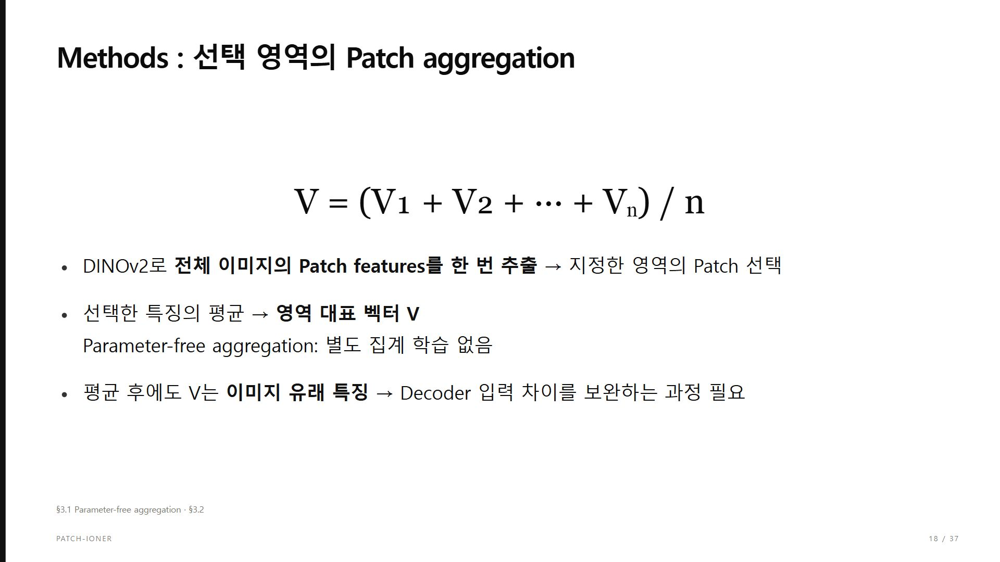 Methods : 선택 영역의 Patch aggregation
V = (V1 + V2 + ⋯ + Vₙ) / n
• DINOv2로 전체 이미지의 Patch features를 한 번 추출 → 지정한 영역의 Patch 선택
• 선택한 특징의 평균 → 영역 대표 벡터 V
Parameter-free aggregation: 별도 집계 학습 없음
• 평균 후에도 V는 이미지 유래 특징 → Decoder 입력 차이를 보완하는 과정 필요
§3.1 Parameter-free aggregation · §3.2
PATCH-IONER
18 / 37